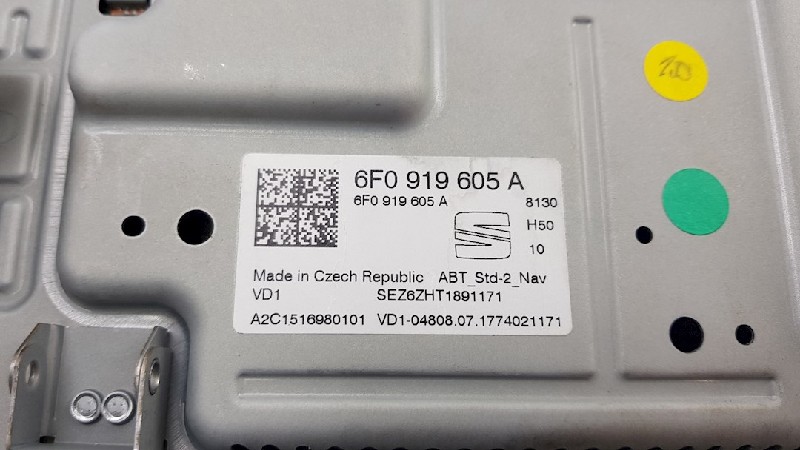 6F0 919 605 A
6F0 919 605 A 8130
H50
10
Made in Czech Republic ABT_Std-2_Nav
VD1 SEZ6ZHT1891171
A2C1516980101 VD1-04808.07.1774021171